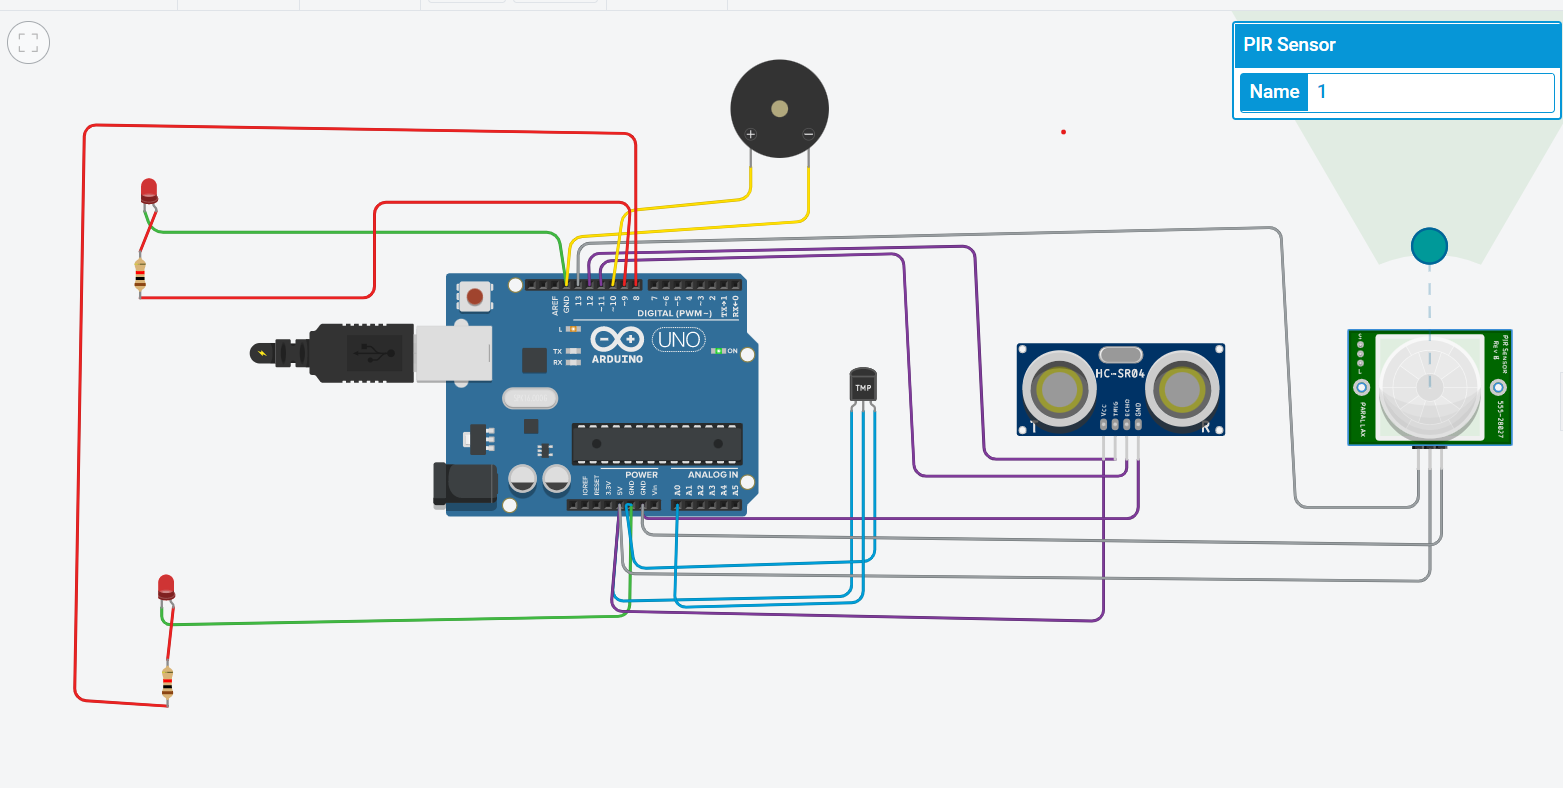 PIR Sensor
Name 1
+ −
AREF
GND
13
12
~11
~10
~9
8
7
~6
~5
4
~3
2
TX→1
RX←0
DIGITAL (PWM~)
L
TX
RX
ARDUINO
UNO
ON
POWER
ANALOG IN
IOREF
RESET
3.3V
5V
GND
GND
Vin
A0
A1
A2
A3
A4
A5
TMP
HC-SR04
VCC
TRIG
ECHO
GND
T
R
PIR SENSOR
Rev B
555-28027
PARALLAX
S
L